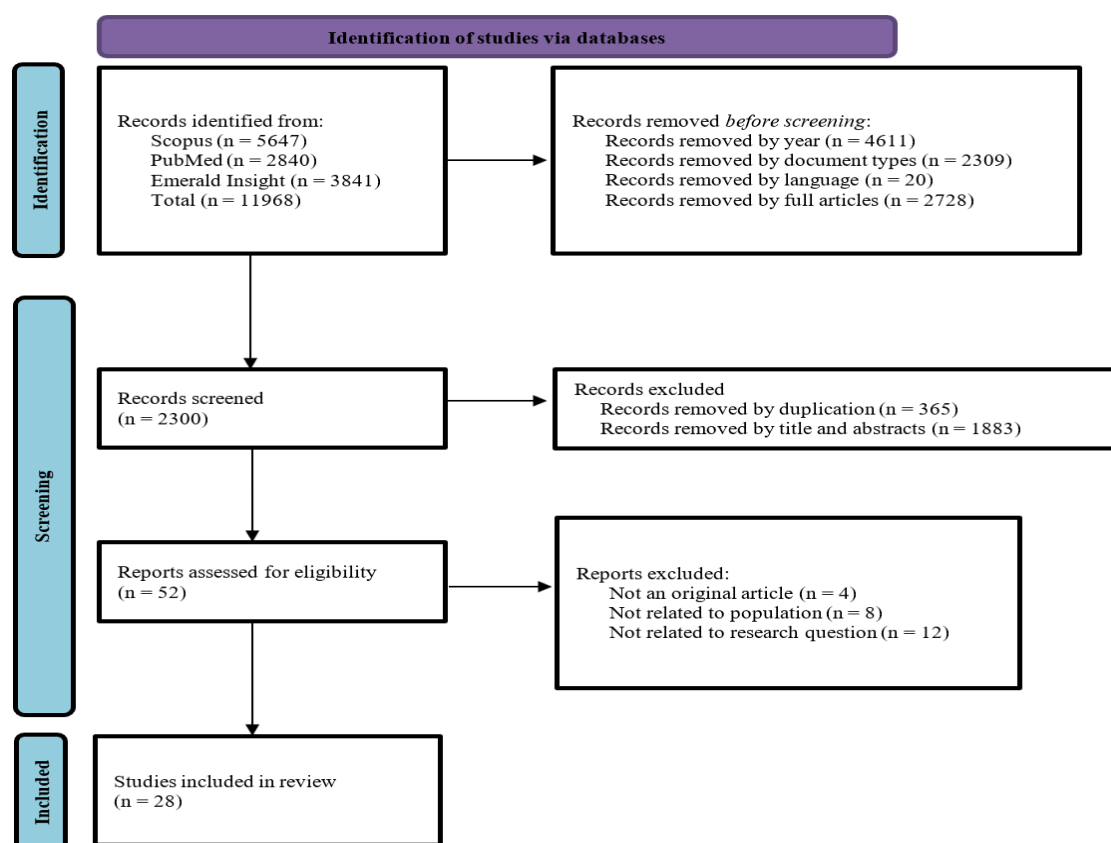 Identification of studies via databases
Identification
Records identified from:
Scopus (n = 5647)
PubMed (n = 2840)
Emerald Insight (n = 3841)
Total (n = 11968)
Records removed before screening:
Records removed by year (n = 4611)
Records removed by document types (n = 2309)
Records removed by language (n = 20)
Records removed by full articles (n = 2728)
Screening
Records screened
(n = 2300)
Records excluded
Records removed by duplication (n = 365)
Records removed by title and abstracts (n = 1883)
Reports assessed for eligibility
(n = 52)
Reports excluded:
Not an original article (n = 4)
Not related to population (n = 8)
Not related to research question (n = 12)
Included
Studies included in review
(n = 28)